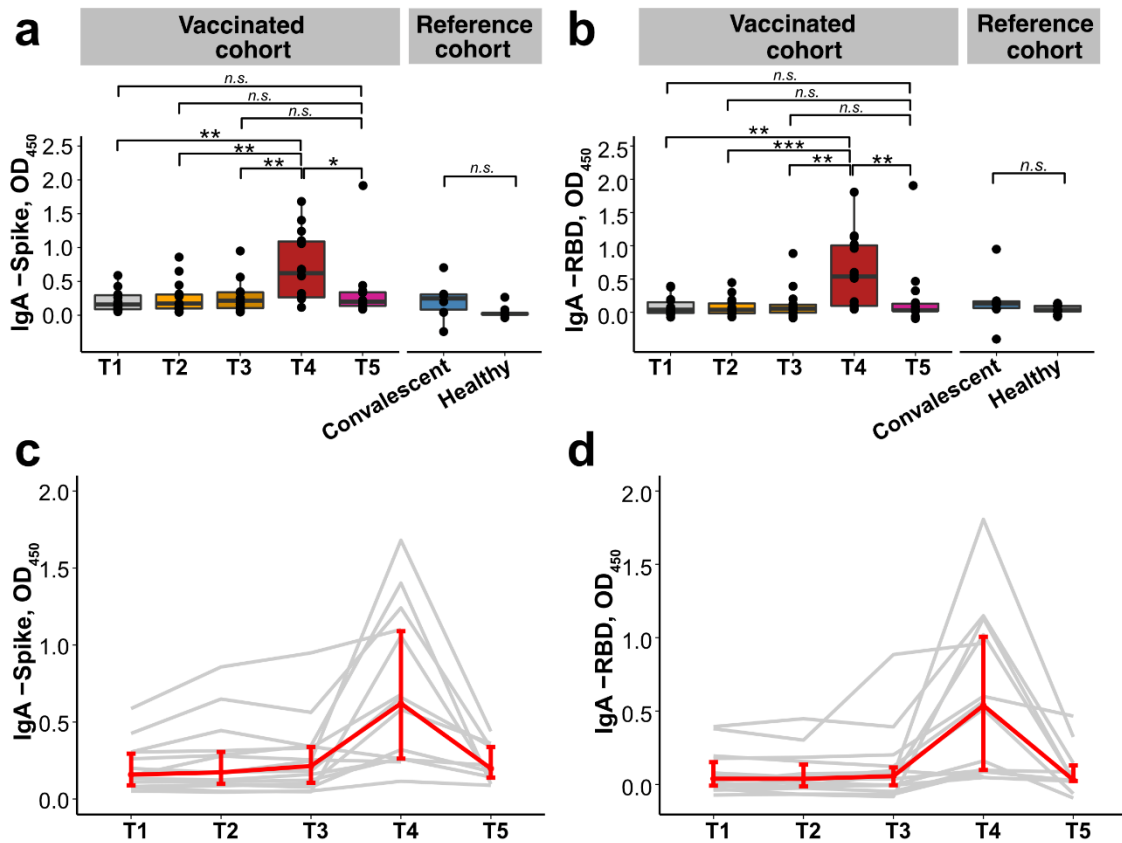 a
Vaccinated
cohort
Reference
cohort
n.s.
n.s.
n.s.
**
**
**
*
n.s.
IgA –Spike, OD450
2.5
2.0
1.5
1.0
0.5
0.0
T1 T2 T3 T4 T5
Convalescent
Healthy
b
Vaccinated
cohort
Reference
cohort
n.s.
n.s.
n.s.
**
***
**
**
n.s.
IgA –RBD, OD450
2.5
2.0
1.5
1.0
0.5
0.0
T1 T2 T3 T4 T5
Convalescent
Healthy
c
IgA –Spike, OD450
2.0
1.5
1.0
0.5
0.0
T1 T2 T3 T4 T5
d
IgA –RBD, OD450
2.0
1.5
1.0
0.5
0.0
T1 T2 T3 T4 T5